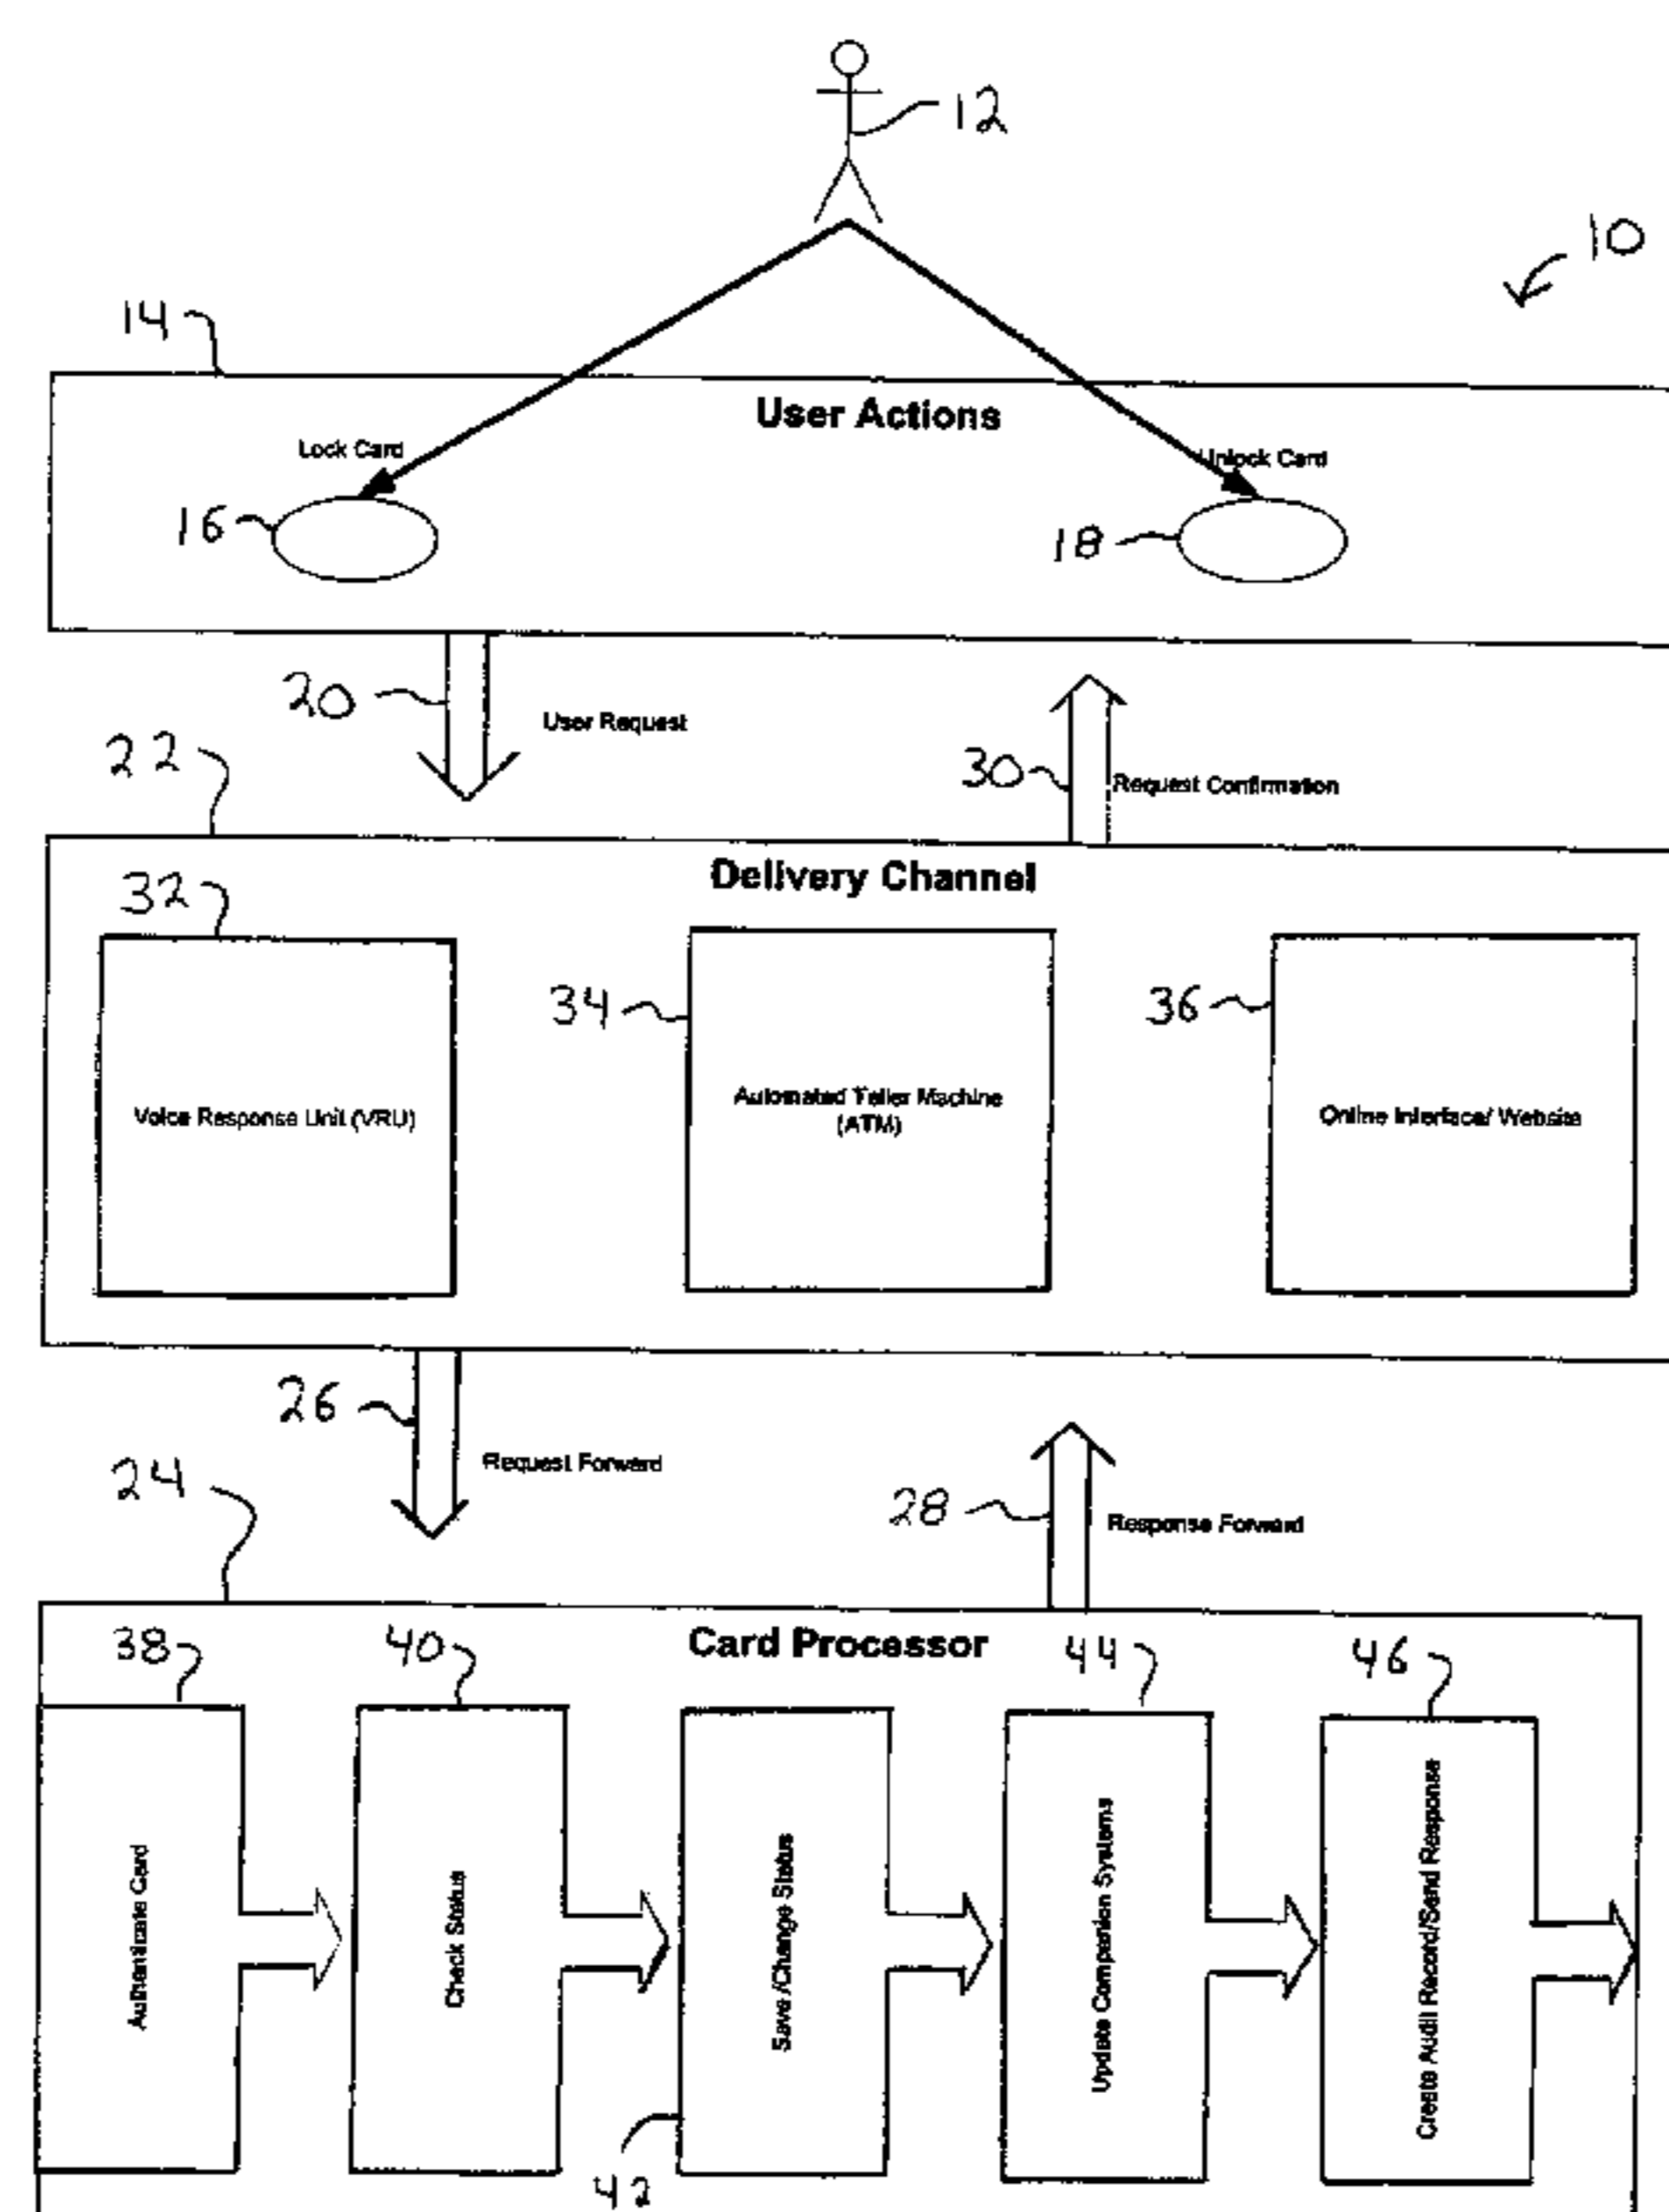 12
10
14
User Actions
Lock Card
Unlock Card
16
18
20
User Request
22
30
Request Confirmation
Delivery Channel
32
34
36
Voice Response Unit (VRU)
Automated Teller Machine
(ATM)
Online Interface/ Website
26
Request Forward
24
28
Response Forward
Card Processor
38
40
44
46
Authenticate Card
Check Status
Save /Change Status
Update Companion Systems
Create Audit Record/Send Response
42